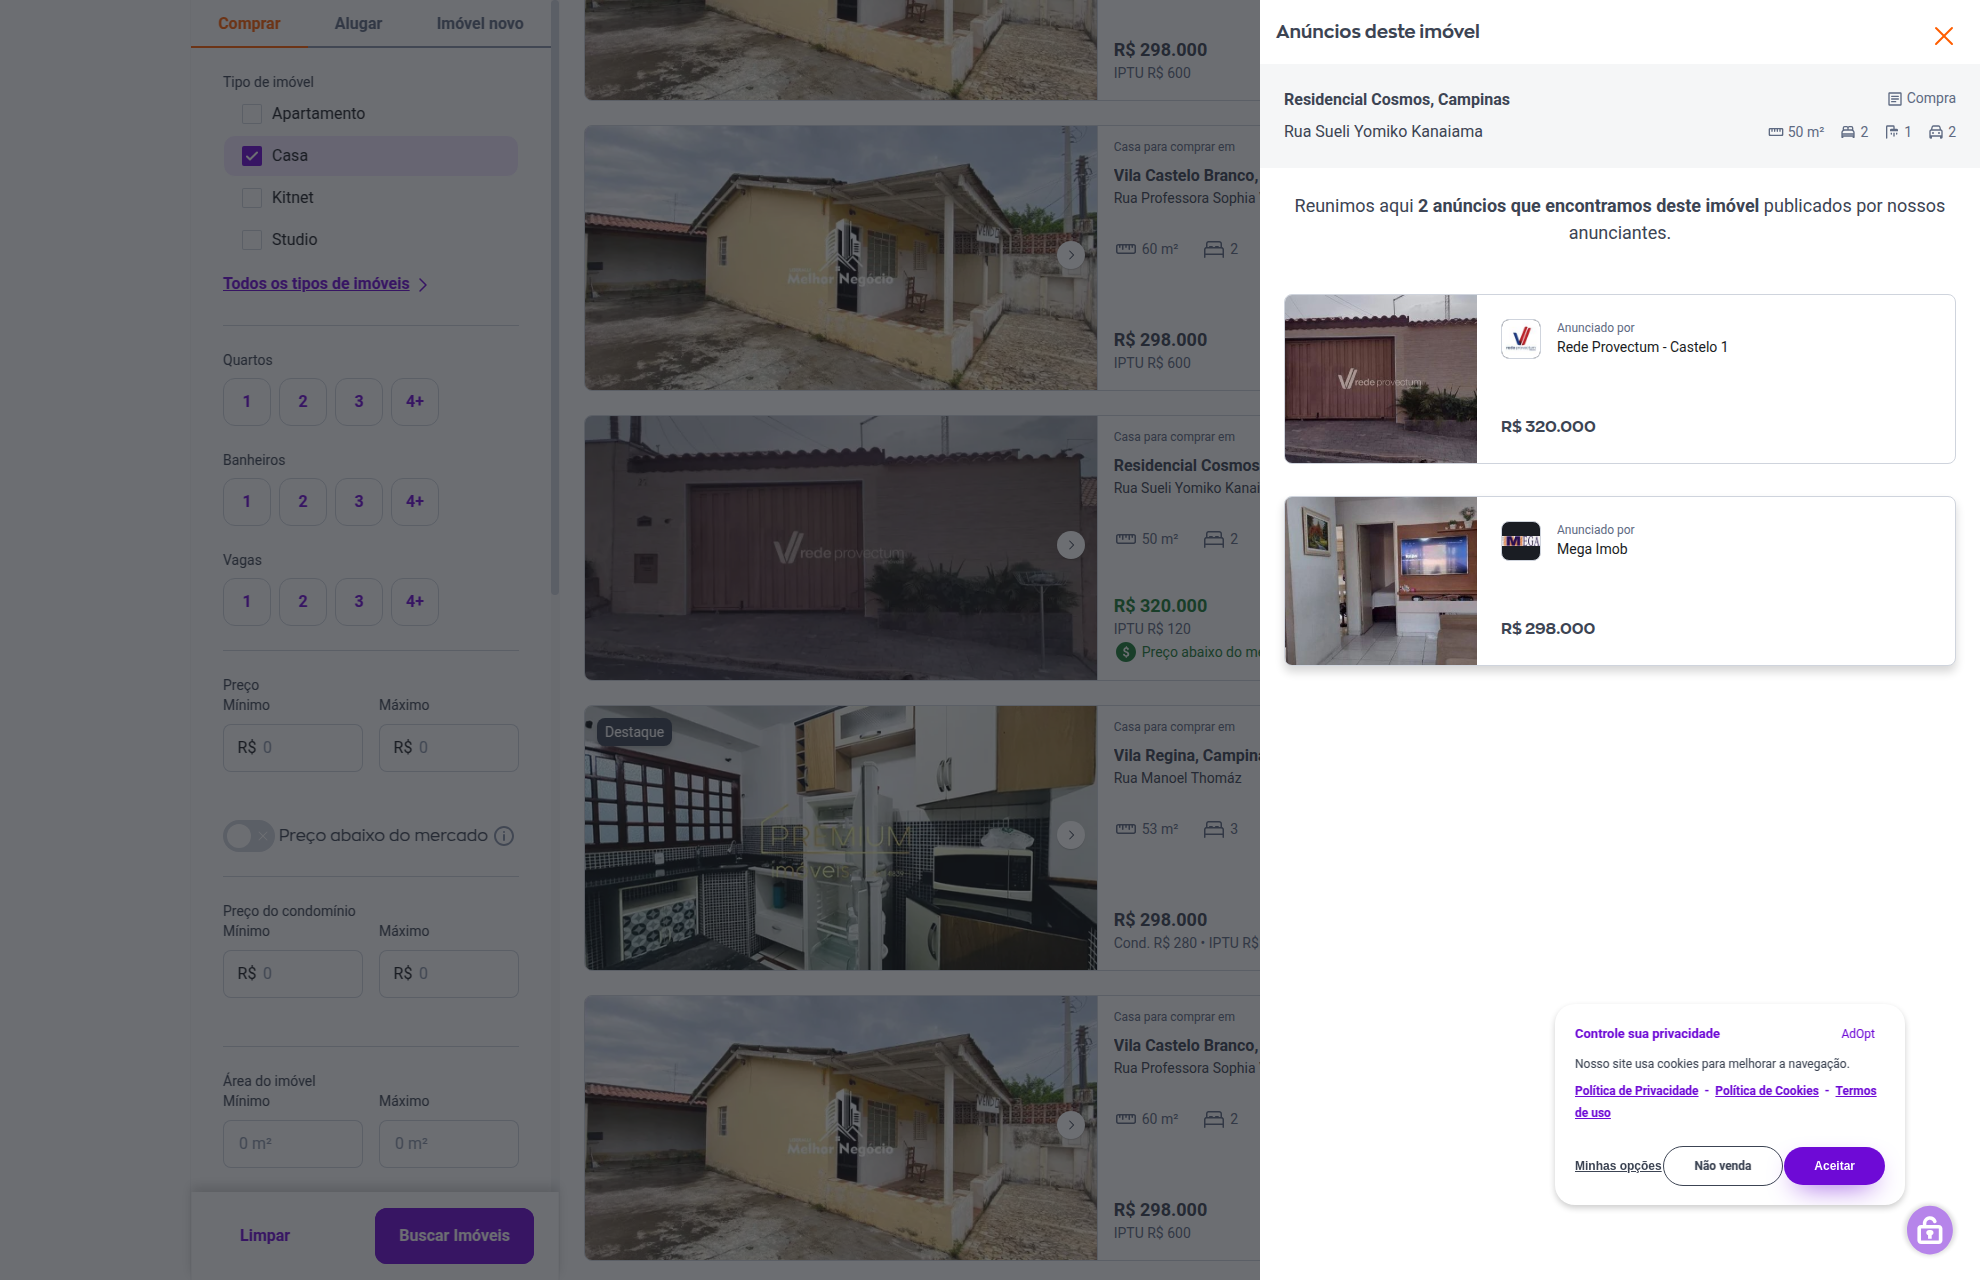 Comprar
Alugar
Imóvel novo
Tipo de imóvel
Apartamento
Casa
Kitnet
Studio
Todos os tipos de imóveis
Quartos
1 2 3 4+
Banheiros
1 2 3 4+
Vagas
1 2 3 4+
Preço
Mínimo Máximo
R$ 0 R$ 0
Preço abaixo do mercado
Preço do condomínio
Mínimo Máximo
R$ 0 R$ 0
Área do imóvel
Mínimo Máximo
0 m² 0 m²
Limpar
Buscar Imóveis
R$ 298.000
IPTU R$ 600
Melhor Negócio
Casa para comprar em
Vila Castelo Branco,
Rua Professora Sophia
60 m² 2
R$ 298.000
IPTU R$ 600
rede provectum
Casa para comprar em
Residencial Cosmos
Rua Sueli Yomiko Kanai
50 m² 2
R$ 320.000
IPTU R$ 120
Preço abaixo do me
Destaque
PREMIUM
imóveis
Casa para comprar em
Vila Regina, Campina
Rua Manoel Thomáz
53 m² 3
R$ 298.000
Cond. R$ 280 • IPTU R$
Melhor Negócio
Casa para comprar em
Vila Castelo Branco,
Rua Professora Sophia
60 m² 2
R$ 298.000
IPTU R$ 600
Anúncios deste imóvel
Residencial Cosmos, Campinas
Compra
Rua Sueli Yomiko Kanaiama
50 m² 2 1 2
Reunimos aqui 2 anúncios que encontramos deste imóvel publicados por nossos
anunciantes.
rede provectum
Anunciado por
Rede Provectum - Castelo 1
R$ 320.000
MEGA
Anunciado por
Mega Imob
R$ 298.000
Controle sua privacidade
AdOpt
Nosso site usa cookies para melhorar a navegação.
Política de Privacidade - Política de Cookies - Termos
de uso
Minhas opções
Não venda
Aceitar